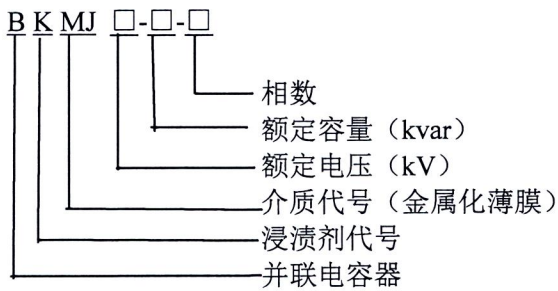 BKMJ □-□-□
相数
额定容量（kvar）
额定电压（kV）
介质代号（金属化薄膜）
浸渍剂代号
并联电容器